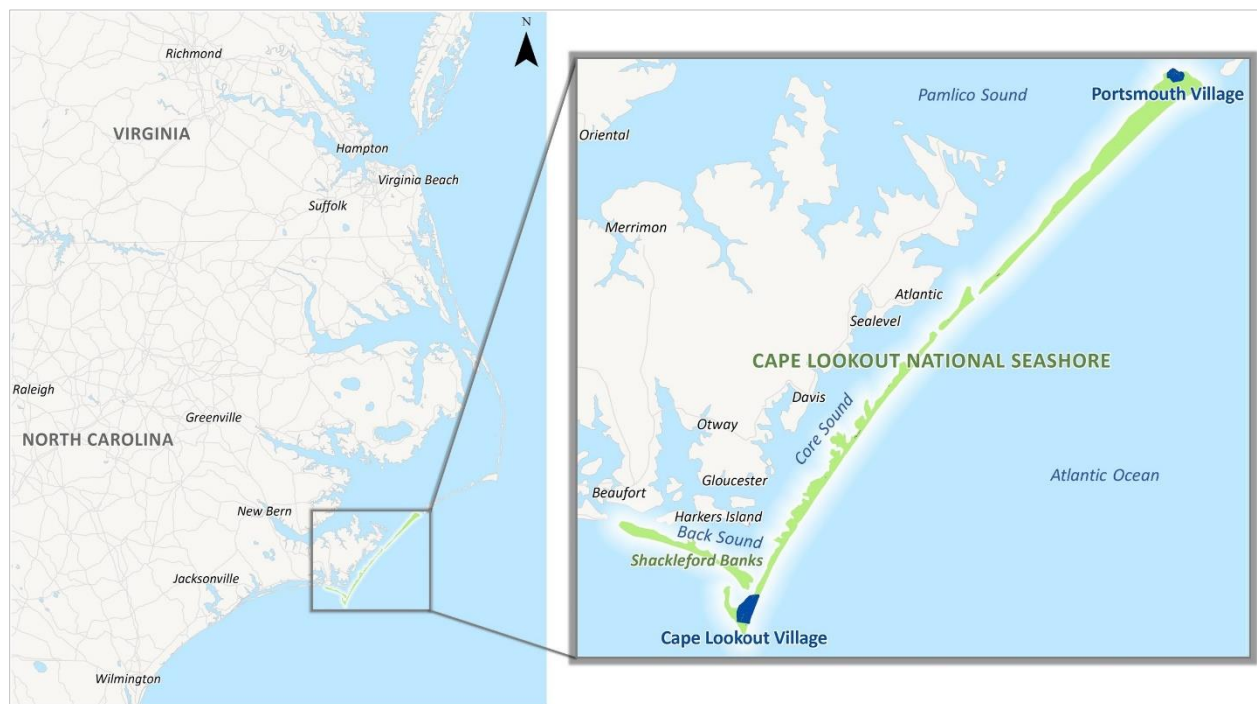 N
Richmond
VIRGINIA
Hampton
Virginia Beach
Suffolk
Raleigh
Greenville
NORTH CAROLINA
New Bern
Jacksonville
Wilmington
Pamlico Sound
Portsmouth Village
Oriental
Merrimon
Atlantic
Sealevel
CAPE LOOKOUT NATIONAL SEASHORE
Davis
Otway
Core Sound
Gloucester
Atlantic Ocean
Beaufort
Harkers Island
Back Sound
Shackleford Banks
Cape Lookout Village